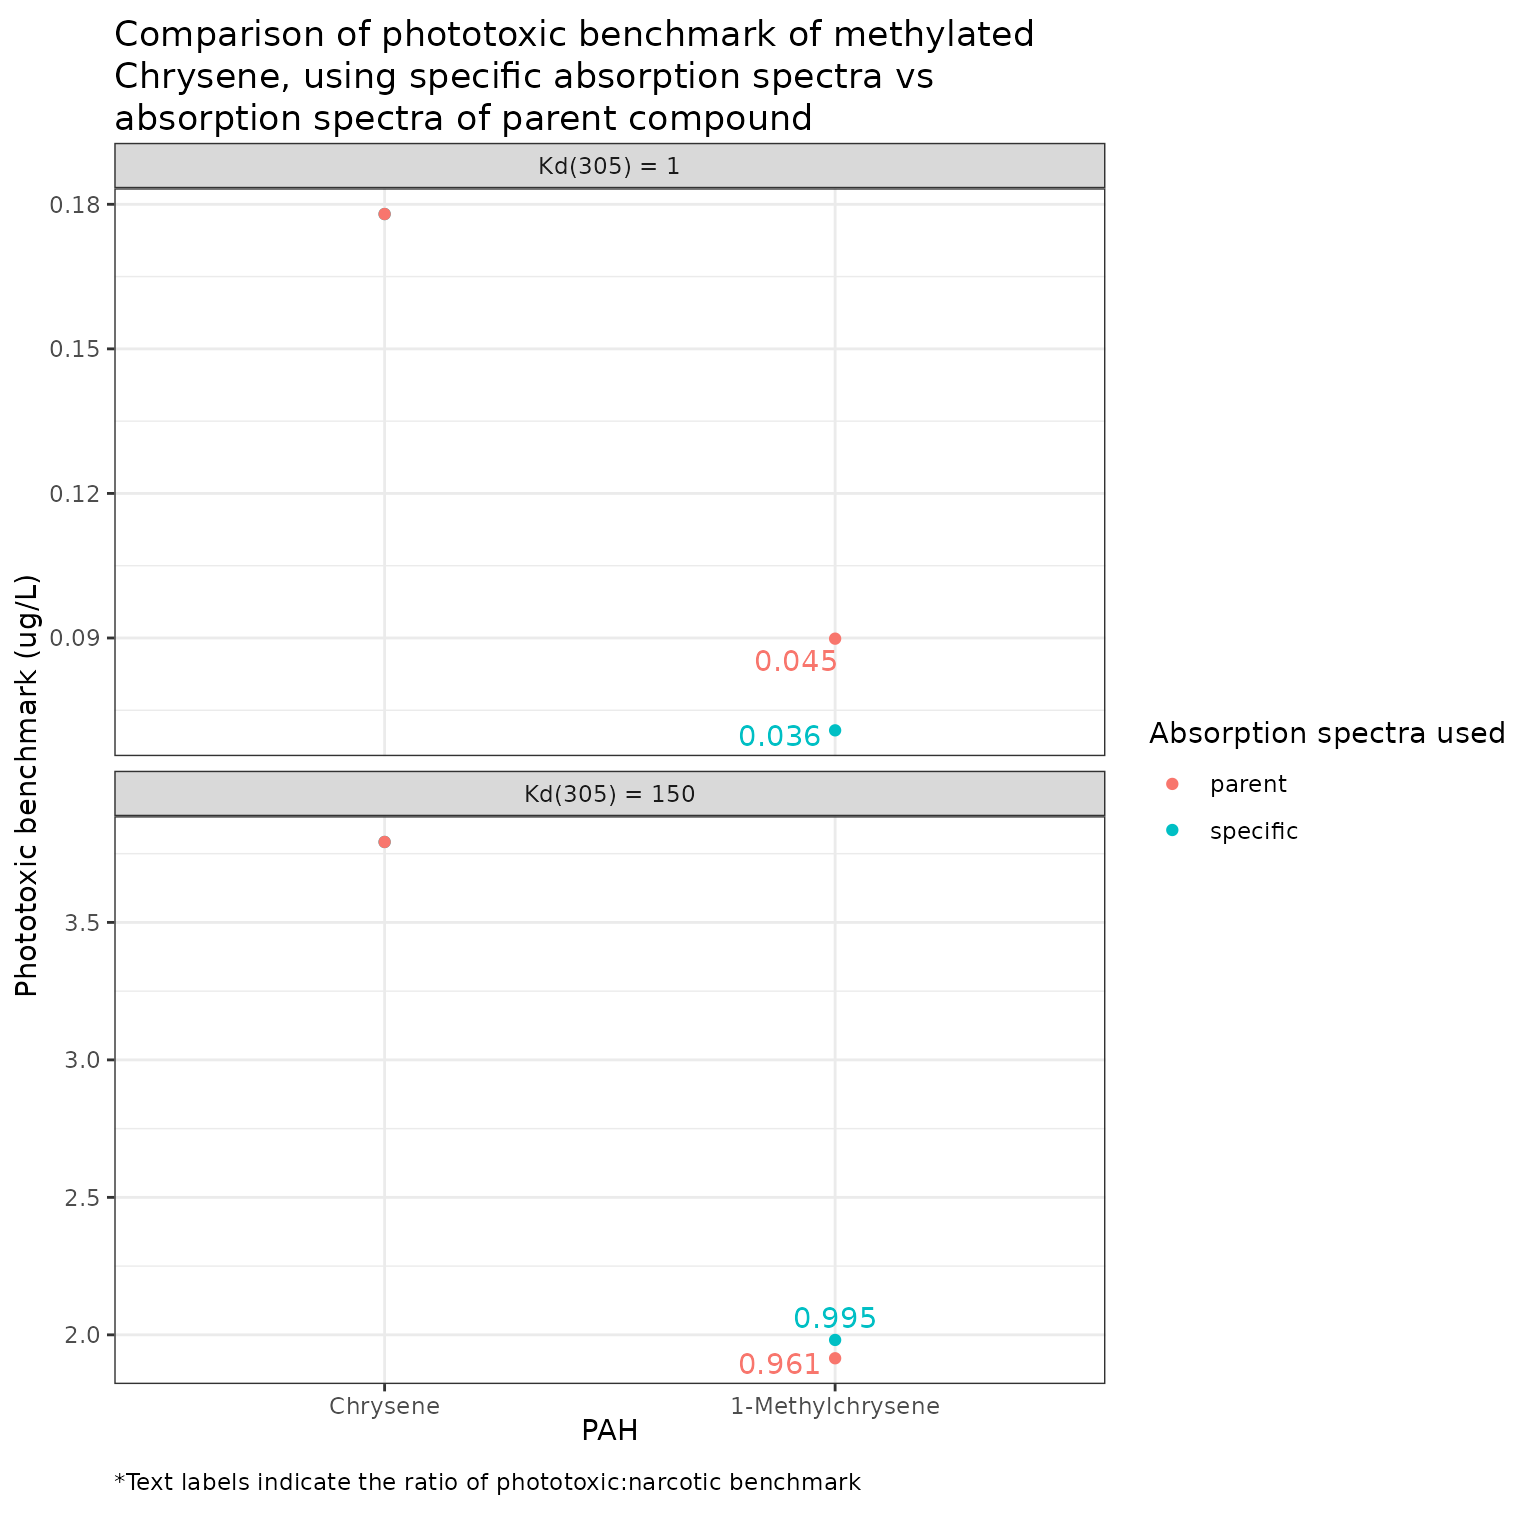 Comparison of phototoxic benchmark of methylated
Chrysene, using specific absorption spectra vs
absorption spectra of parent compound
Kd(305) = 1
0.18
0.15
0.12
0.09
0.045
0.036
Phototoxic benchmark (ug/L)
Kd(305) = 150
3.5
3.0
2.5
2.0
0.995
0.961
Chrysene
1-Methylchrysene
PAH
Absorption spectra used
parent
specific
*Text labels indicate the ratio of phototoxic:narcotic benchmark